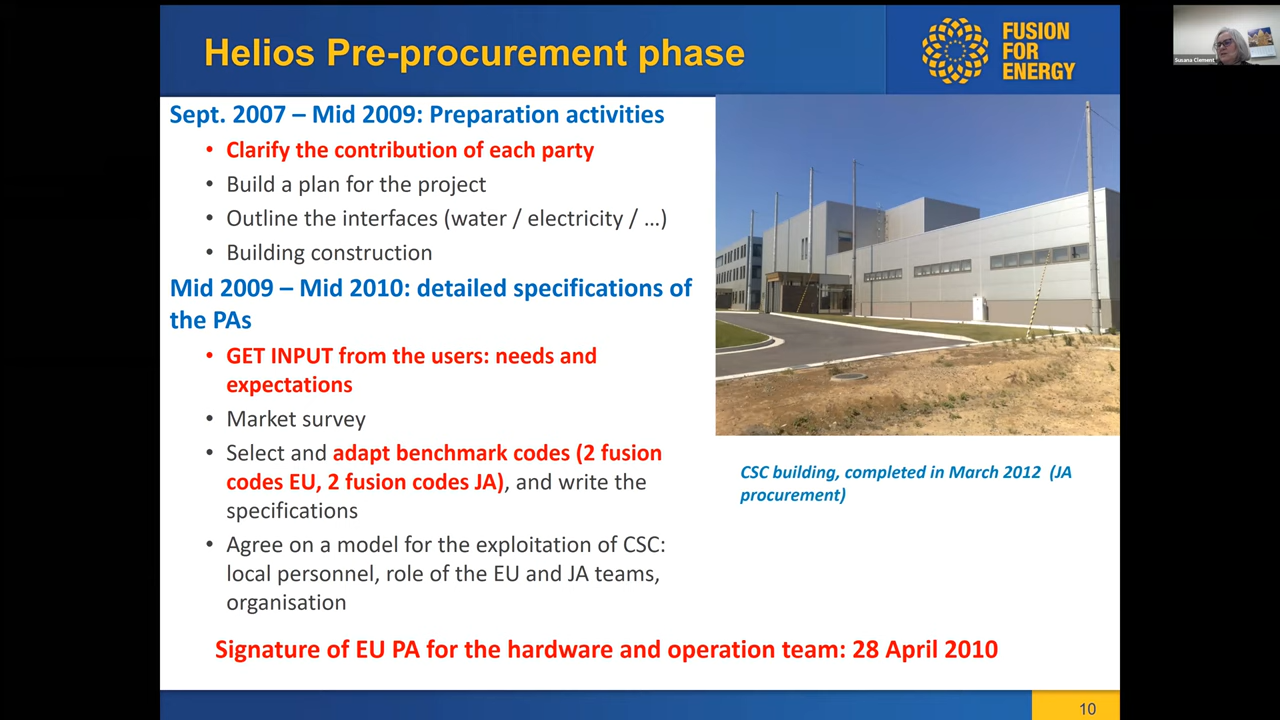 Helios Pre-procurement phase
FUSION
FOR
ENERGY
Susana Clement
Sept. 2007 – Mid 2009: Preparation activities
• Clarify the contribution of each party
• Build a plan for the project
• Outline the interfaces (water / electricity / …)
• Building construction
Mid 2009 – Mid 2010: detailed specifications of
the PAs
• GET INPUT from the users: needs and
expectations
• Market survey
• Select and adapt benchmark codes (2 fusion
codes EU, 2 fusion codes JA), and write the
specifications
• Agree on a model for the exploitation of CSC:
local personnel, role of the EU and JA teams,
organisation
CSC building, completed in March 2012 (JA
procurement)
Signature of EU PA for the hardware and operation team: 28 April 2010
10